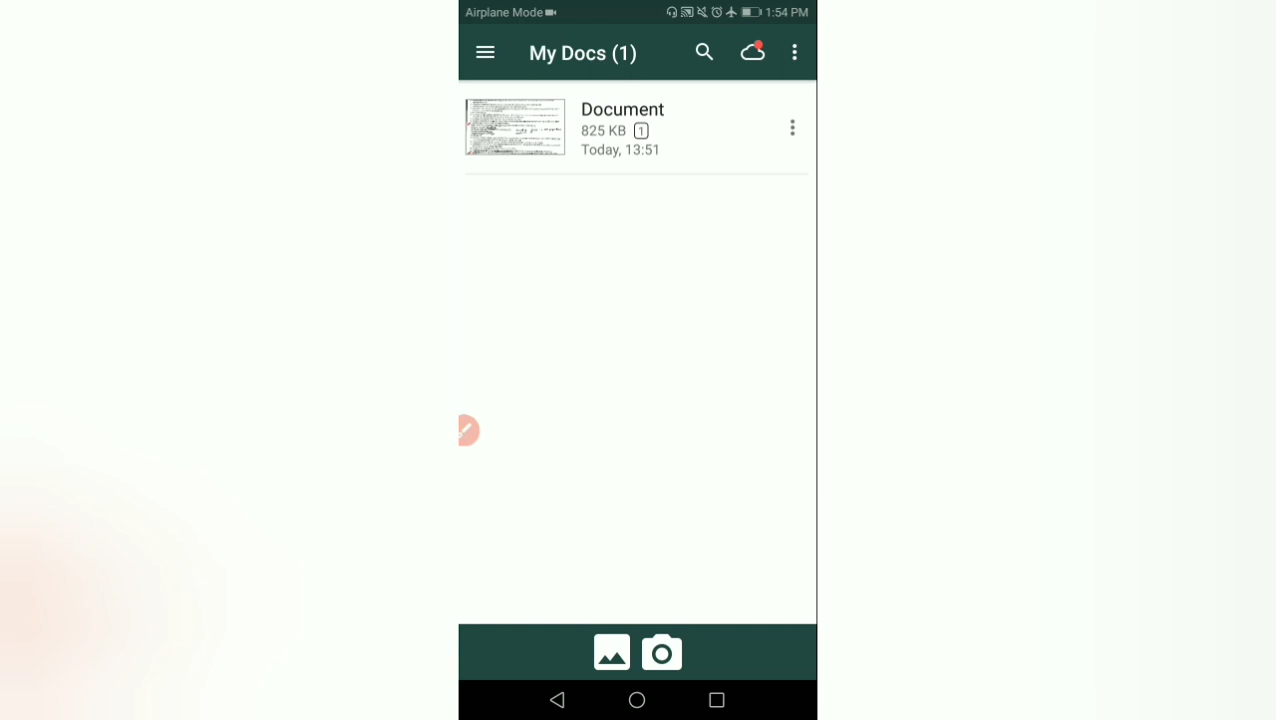 Airplane Mode 1:54 PM
My Docs (1)
Document
825 KB 1
Today, 13:51